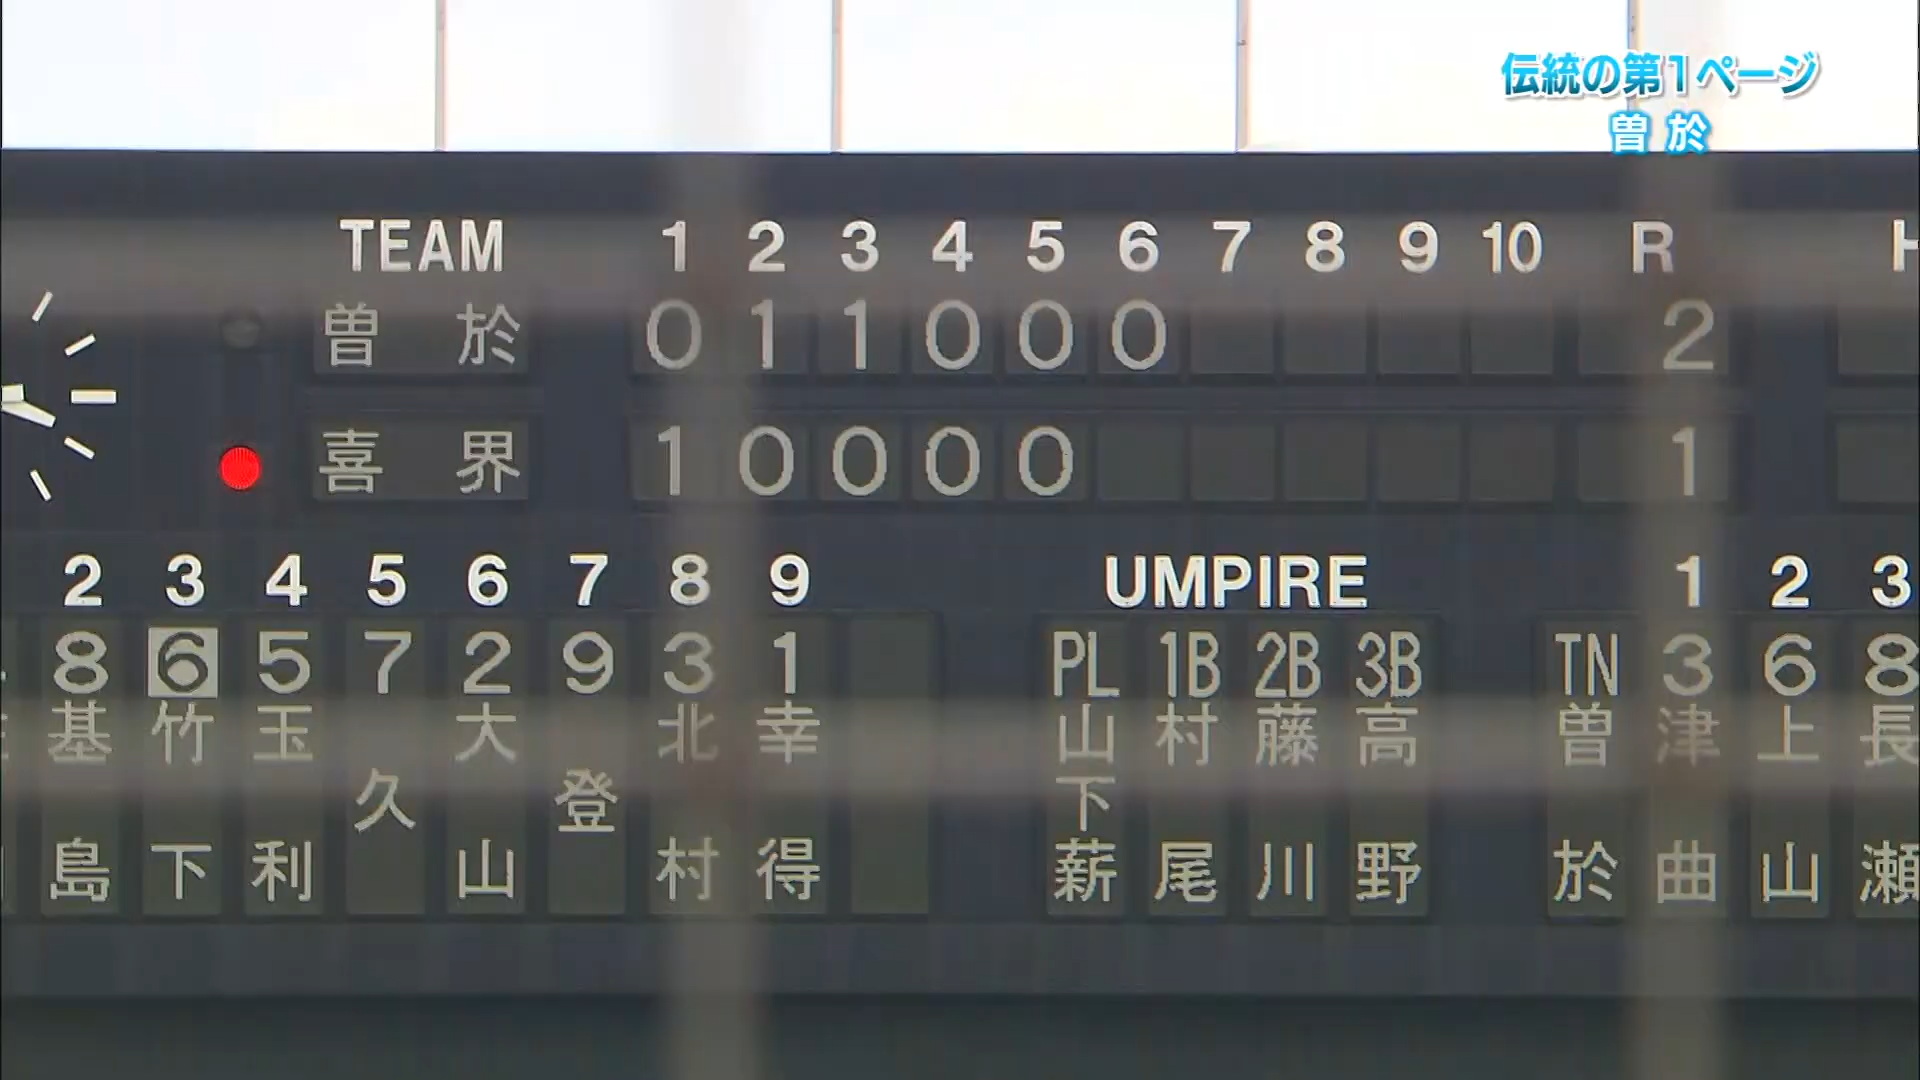 伝統の第1ページ
曽於
TEAM 1 2 3 4 5 6 7 8 9 10 R H
曽於 0 1 1 0 0 0 2
喜界 1 0 0 0 0 1
2 3 4 5 6 7 8 9 UMPIRE 1 2 3
8 6 5 7 2 9 3 1 PL 1B 2B 3B TN 3 6 8
基島 竹下 玉利 久 大山 登 北村 幸得 山下薪 村尾 藤川 高野 曽於 津曲 上山 長瀬